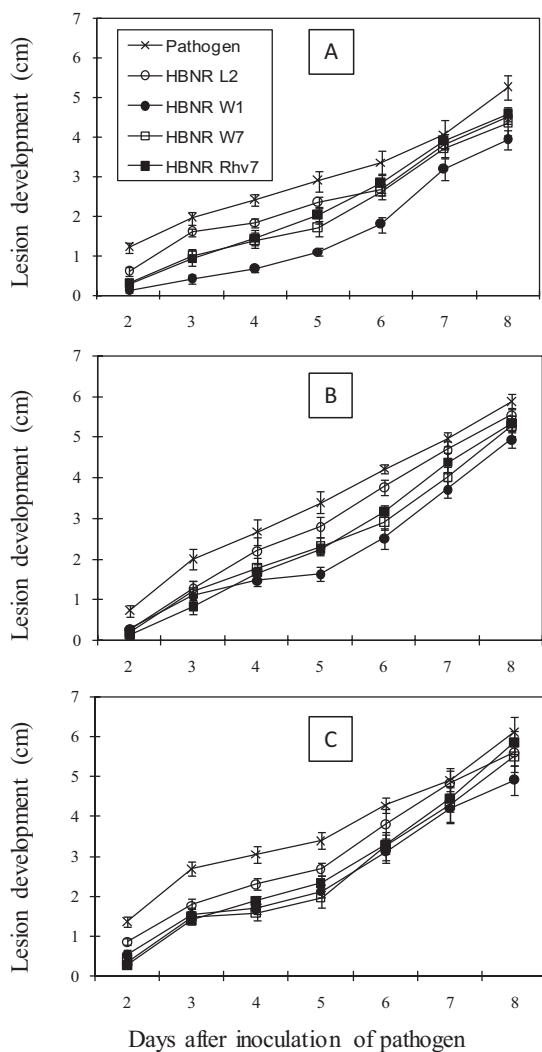 7
6
5
4
3
2
1
0
Lesion development (cm)
Pathogen
HBNR L2
HBNR W1
HBNR W7
HBNR Rhv7
A
2 3 4 5 6 7 8
7
6
5
4
3
2
1
0
Lesion development (cm)
B
2 3 4 5 6 7 8
7
6
5
4
3
2
1
0
Lesion development (cm)
C
2 3 4 5 6 7 8
Days after inoculation of pathogen